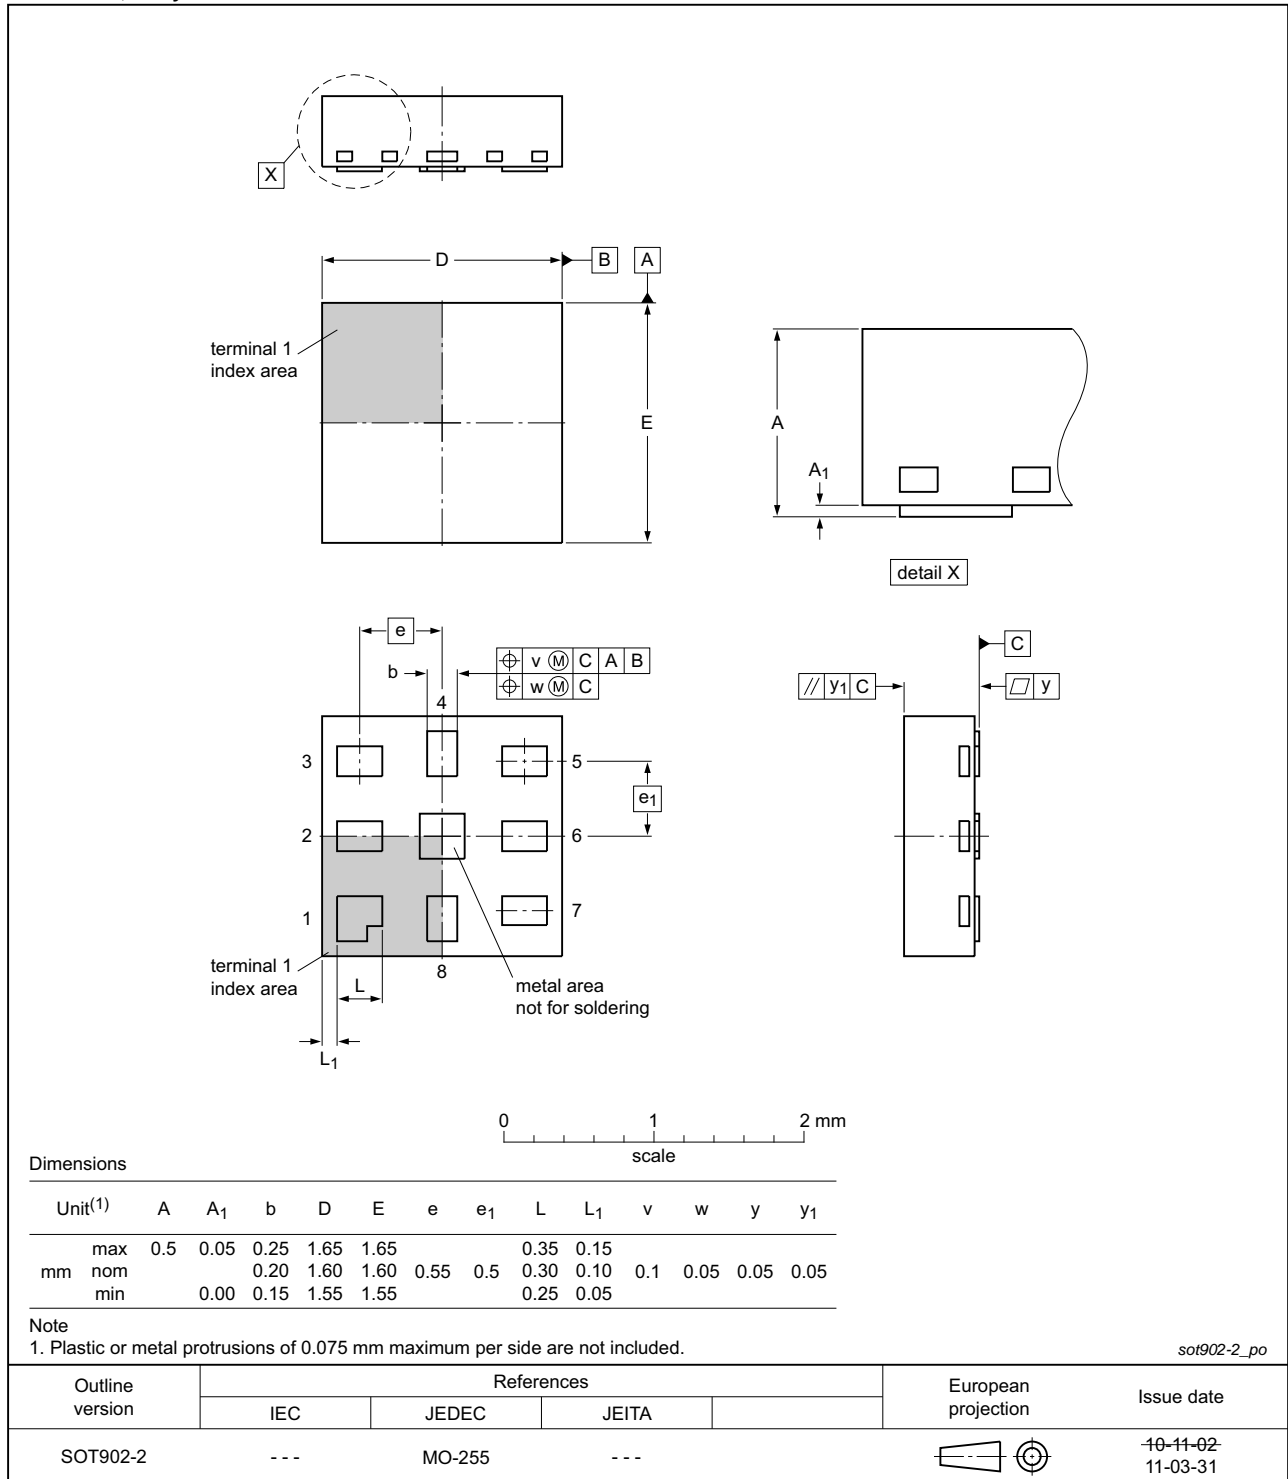 X
D
B
A
terminal 1
index area
E
A
A1
detail X
e
b
v M C A B
w M C
4
3
5
e1
2
6
1
7
terminal 1
index area
L
8
metal area
not for soldering
L1
C
// y1 C
y
0 1 2 mm
scale
Dimensions
Unit(1) A A1 b D E e e1 L L1 v w y y1
max 0.5 0.05 0.25 1.65 1.65 0.35 0.15
mm nom 0.20 1.60 1.60 0.55 0.5 0.30 0.10 0.1 0.05 0.05 0.05
min 0.00 0.15 1.55 1.55 0.25 0.05
Note
1. Plastic or metal protrusions of 0.075 mm maximum per side are not included.
sot902-2_po
Outline
version
References
IEC JEDEC JEITA
European
projection
Issue date
SOT902-2 - - - MO-255 - - -
10-11-02
11-03-31